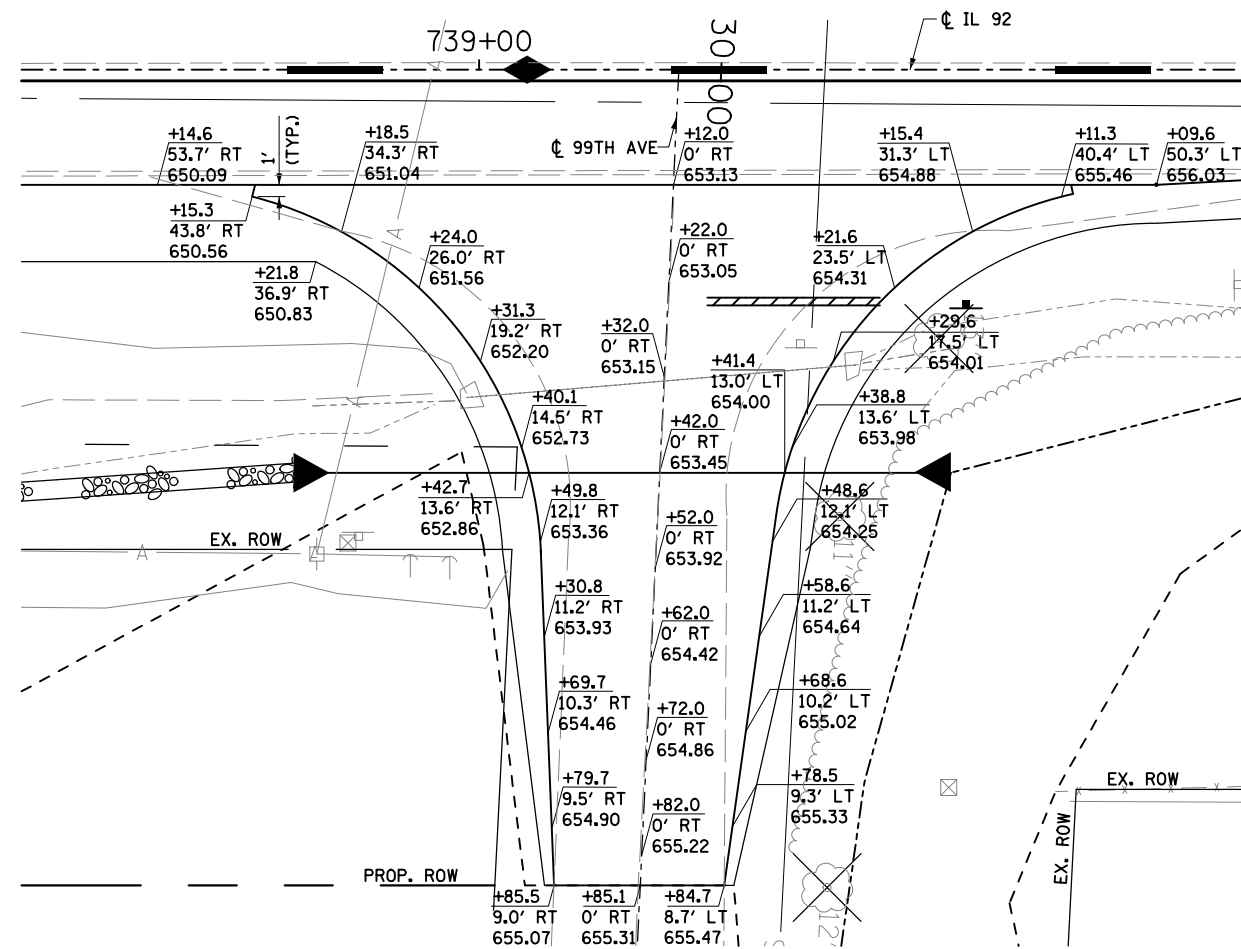 ℄ IL 92
739+00
30+00
1'
(TYP.)
+14.6
53.7' RT
650.09
+18.5
34.3' RT
651.04
℄ 99TH AVE
+12.0
0' RT
653.13
+15.4
31.3' LT
654.88
+11.3
40.4' LT
655.46
+09.6
50.3' LT
656.03
+15.3
43.8' RT
650.56
+24.0
26.0' RT
651.56
+22.0
0' RT
653.05
+21.6
23.5' LT
654.31
+21.8
36.9' RT
650.83
+31.3
19.2' RT
652.20
+32.0
0' RT
653.15
+29.6
17.5' LT
654.01
+41.4
13.0' LT
654.00
+40.1
14.5' RT
652.73
+38.8
13.6' LT
653.98
+42.0
0' RT
653.45
+42.7
13.6' RT
652.86
+49.8
12.1' RT
653.36
+48.6
12.1' LT
654.25
+52.0
0' RT
653.92
EX. ROW
A
A
11"
+30.8
11.2' RT
653.93
+58.6
11.2' LT
654.64
+62.0
0' RT
654.42
+69.7
10.3' RT
654.46
+68.6
10.2' LT
655.02
+72.0
0' RT
654.86
+79.7
9.5' RT
654.90
+78.5
9.3' LT
655.33
+82.0
0' RT
655.22
EX. ROW
EX. ROW
PROP. ROW
+85.5
9.0' RT
655.07
+85.1
0' RT
655.31
+84.7
8.7' LT
655.47
12"